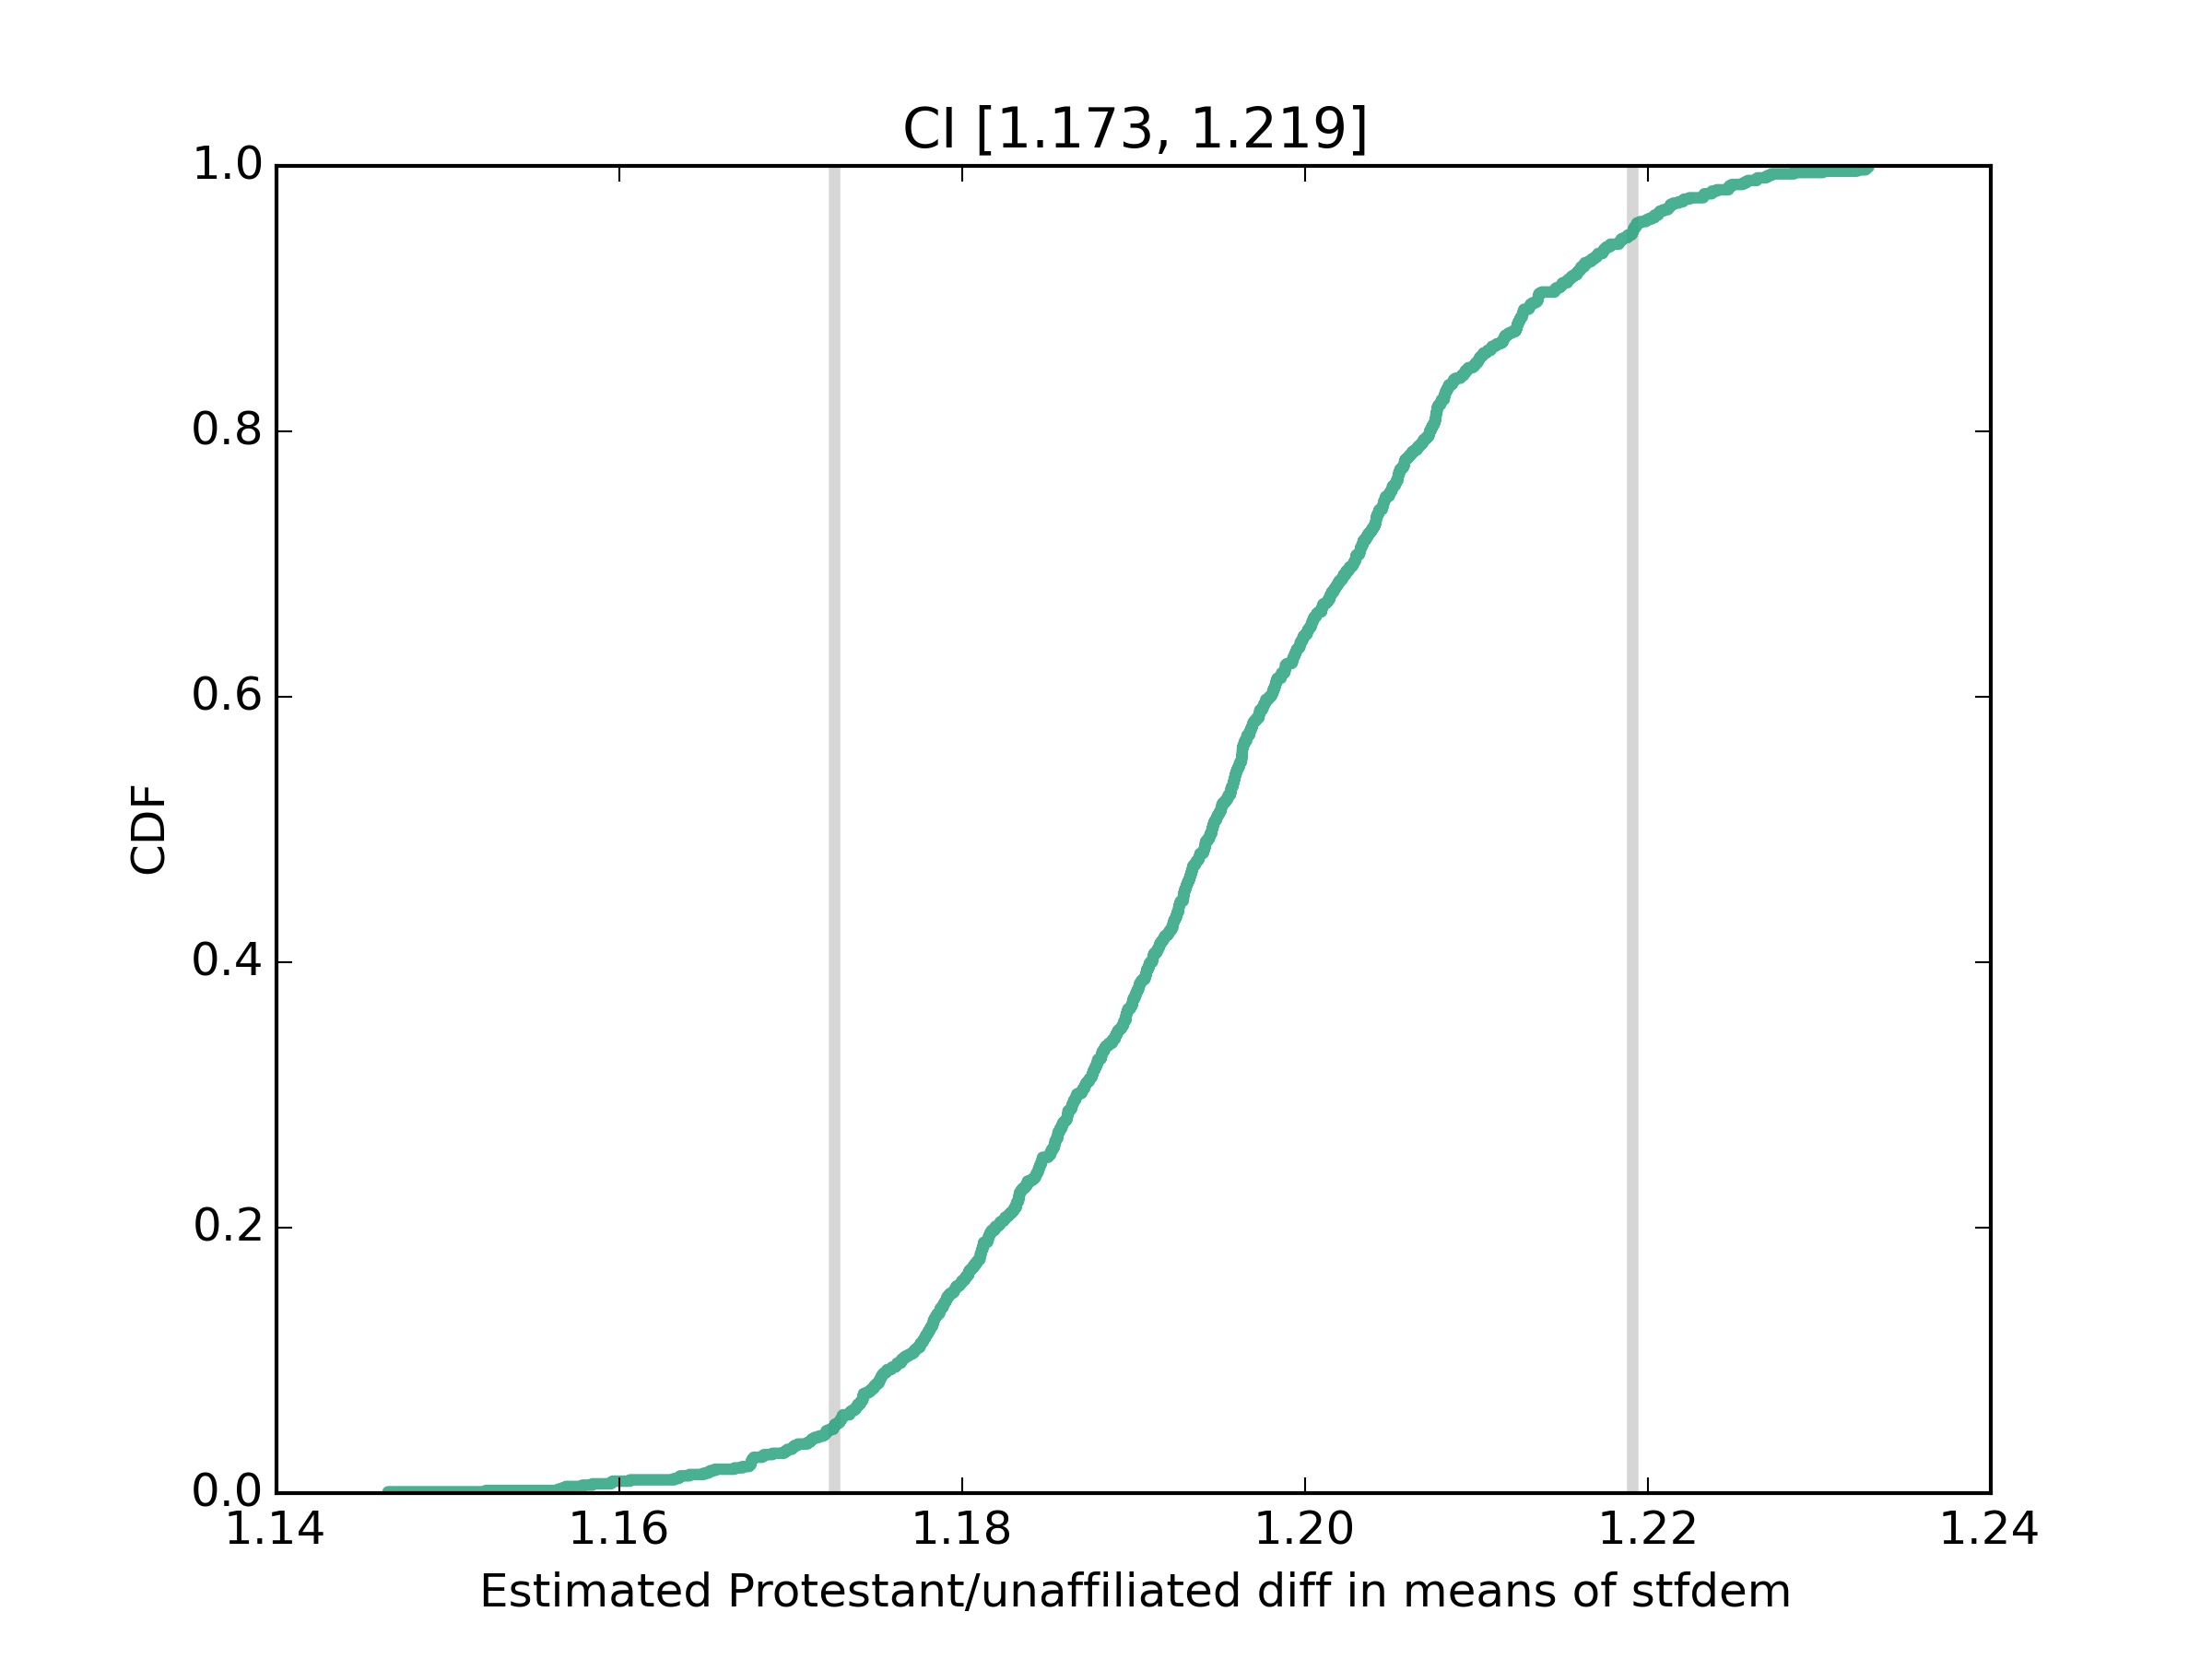 CI [1.173, 1.219]
1.0
0.8
0.6
0.4
0.2
0.0
CDF
1.14 1.16 1.18 1.20 1.22 1.24
Estimated Protestant/unaffiliated diff in means of stfdem